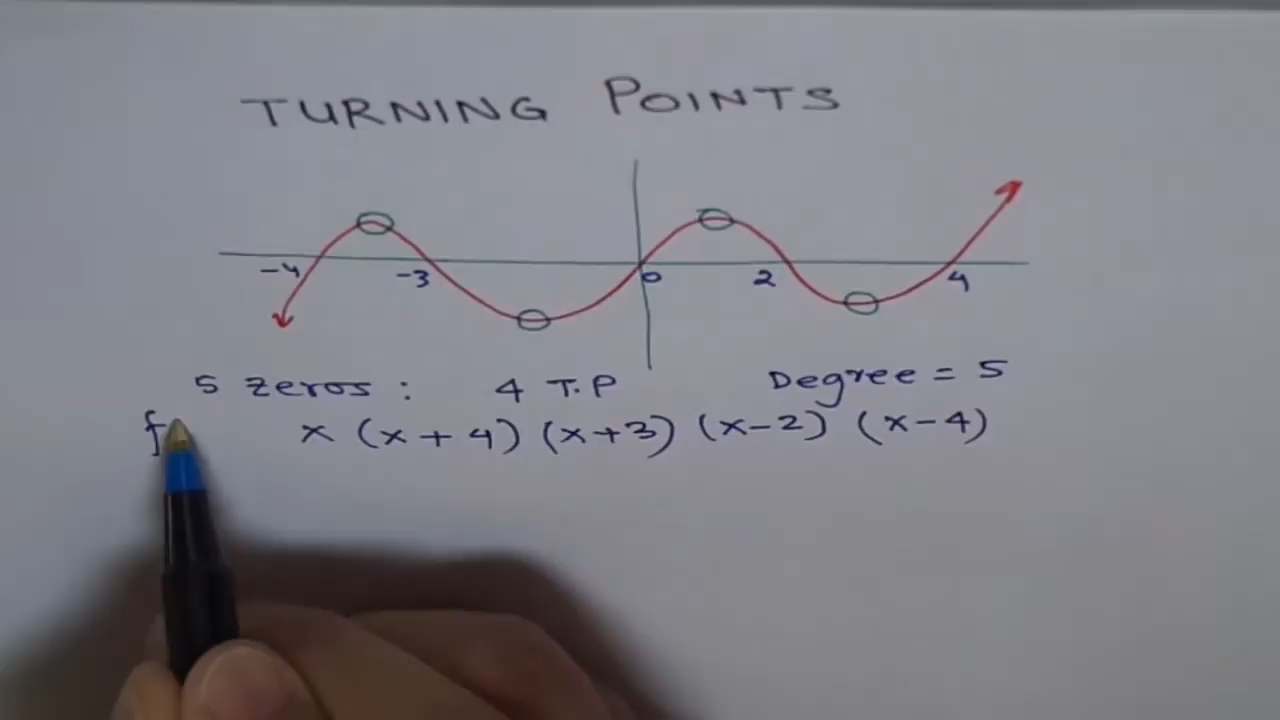 TURNING POINTS
-4 -3 0 2 4
5 zeros : 4 T.P Degree = 5
f x (x+4) (x+3) (x-2) (x-4)